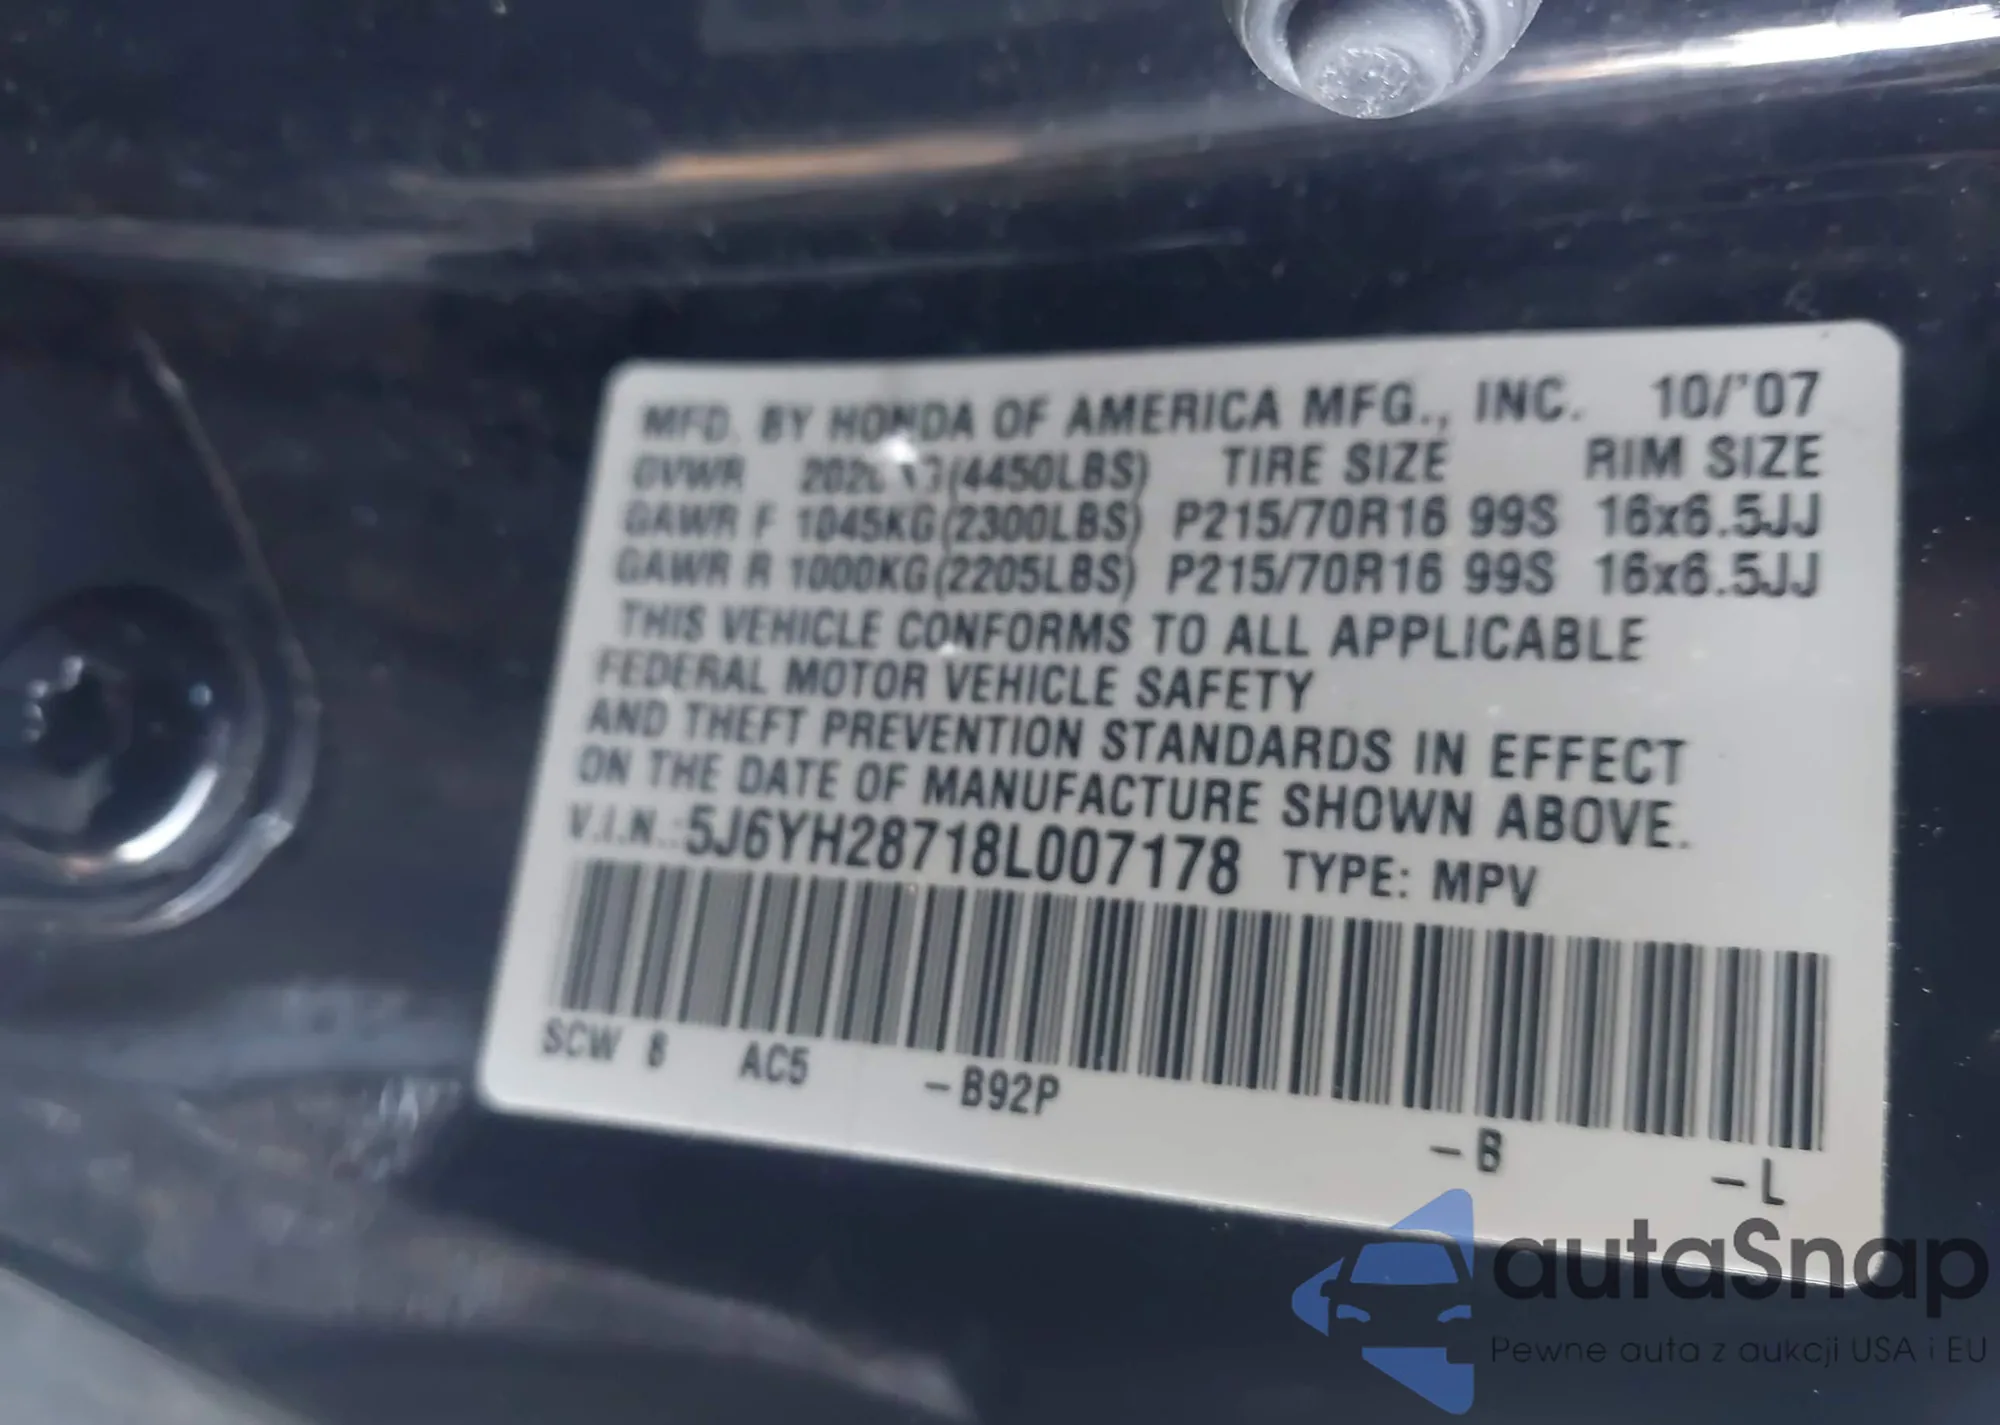 MFD. BY HONDA OF AMERICA MFG., INC. 10/'07
GVWR (4450LBS) TIRE SIZE RIM SIZE
GAWR F 1045KG(2300LBS) P215/70R16 99S 16x6.5JJ
GAWR R 1000KG(2205LBS) P215/70R16 99S 16x6.5JJ
THIS VEHICLE CONFORMS TO ALL APPLICABLE
FEDERAL MOTOR VEHICLE SAFETY
AND THEFT PREVENTION STANDARDS IN EFFECT
ON THE DATE OF MANUFACTURE SHOWN ABOVE.
V.I.N.:5J6YH28718L007178 TYPE: MPV
SCW 8 AC5 -B92P -B -L
autaSnap
Pewne auta z aukcji USA i EU